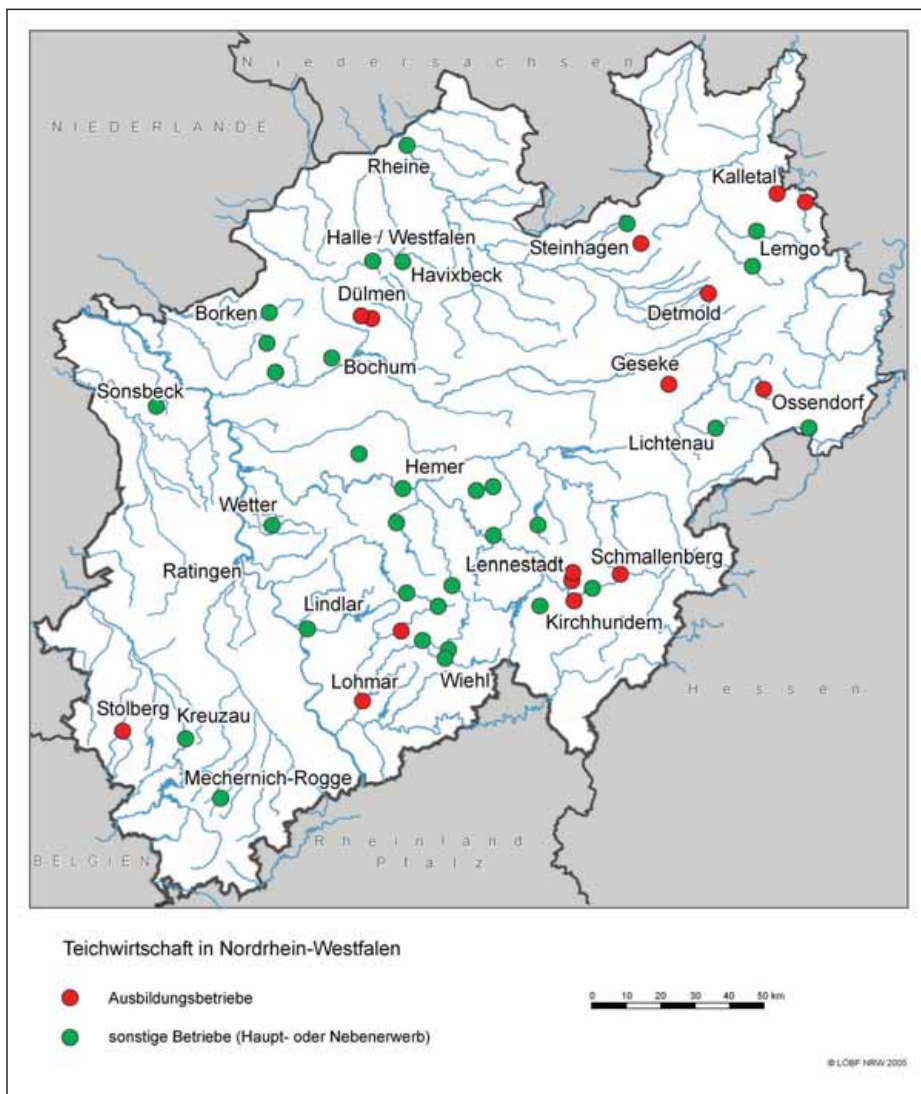 Niedersachsen
NIEDERLANDE
Rheine
Kalletal
Halle / Westfalen
Steinhagen
Lemgo
Havixbeck
Borken
Dülmen
Detmold
Bochum
Geseke
Sonsbeck
Ossendorf
Lichtenau
Hemer
Wetter
Lennestadt
Schmallenberg
Ratingen
Lindlar
Kirchhundem
Wiehl
Lohmar
Hessen
Stolberg
Kreuzau
Mechernich-Rogge
Rheinland-
Pfalz
BELGIEN
Teichwirtschaft in Nordrhein-Westfalen
Ausbildungsbetriebe
0 10 20 30 40 50 km
sonstige Betriebe (Haupt- oder Nebenerwerb)
© LÖBF NRW 2005